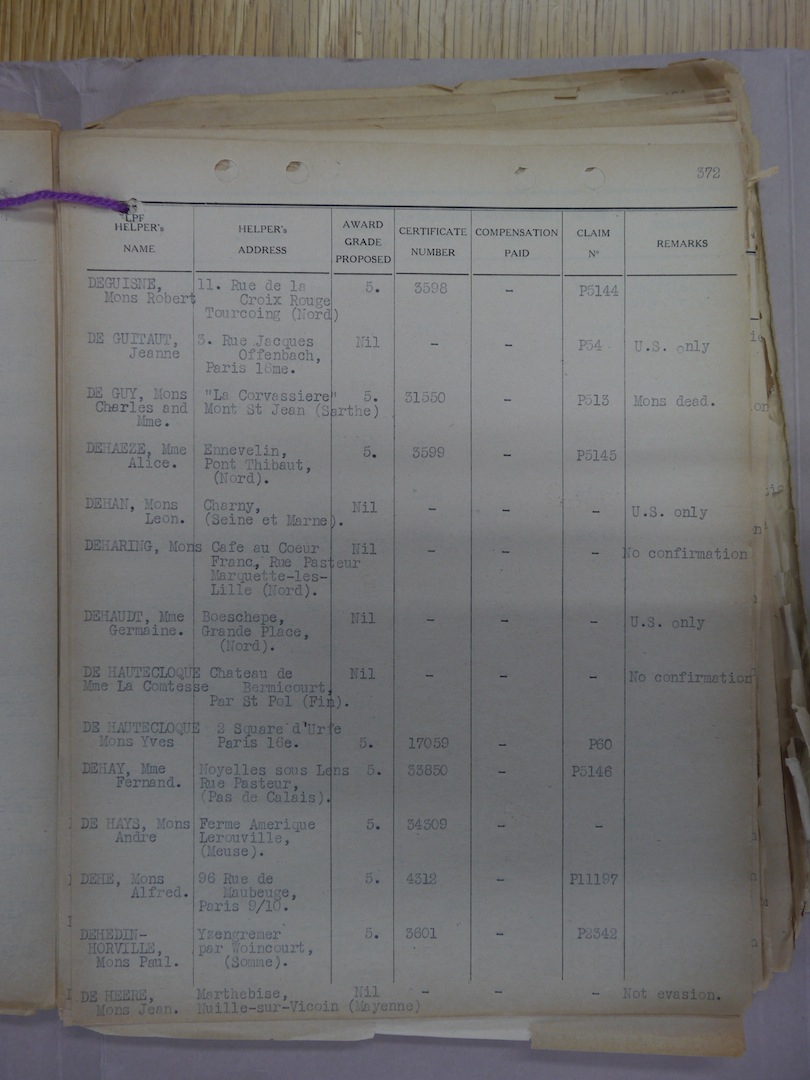 372
LPF
HELPER's NAME | HELPER's ADDRESS | AWARD GRADE PROPOSED | CERTIFICATE NUMBER | COMPENSATION PAID | CLAIM N° | REMARKS
DEGUISNE, 11. Rue de la 5. 3598 - P5144
Mons Robert Croix Rouge
Tourcoing (Nord)
DE GUITAUT, 3. Rue Jacques Nil - - P54 U.S. only
Jeanne Offenbach,
Paris 16me.
DE GUY, Mons "La Corvassiere" 5. 31550 - P513 Mons dead.
Charles and Mont St Jean (Sarthe)
Mme.
DEHAEZE, Mme Ennevelin, 5. 3599 - P5145
Alice. Pont Thibaut,
(Nord).
DEHAN, Mons Charny, Nil - - - U.S. only
Leon. (Seine et Marne).
DEHARING, Mons Cafe au Coeur Nil - - - No confirmation
Franc, Rue Pasteur
Marquette-les-
Lille (Nord).
DEHAUDT, Mme Boeschepe, Nil - - - U.S. only
Germaine. Grande Place,
(Nord).
DE HAUTECLOQUE Chateau de Nil - - - No confirmation
Mme La Comtesse Bermicourt,
Par St Pol (Fin).
DE HAUTECLOQUE 2 Square d'Urfe
Mons Yves Paris 16e. 5. 17059 - P60
DEHAY, Mme Noyelles sous Lens 5. 33850 - P5146
Fernand. Rue Pasteur,
(Pas de Calais).
DE HAYS, Mons Ferme Amerique 5. 34309 - -
Andre Lerouville,
(Meuse).
DEHE, Mons 96 Rue de 5. 4312 - P11197
Alfred. Maubeuge,
Paris 9/10.
DEHEDIN- Yzengremer 5. 3601 - P2342
HORVILLE, par Woincourt,
Mons Paul. (Somme).
DE HEERE, Marthebise, Nil - - - Not evasion.
Mons Jean. Nuille-sur-Vicoin (Mayenne)